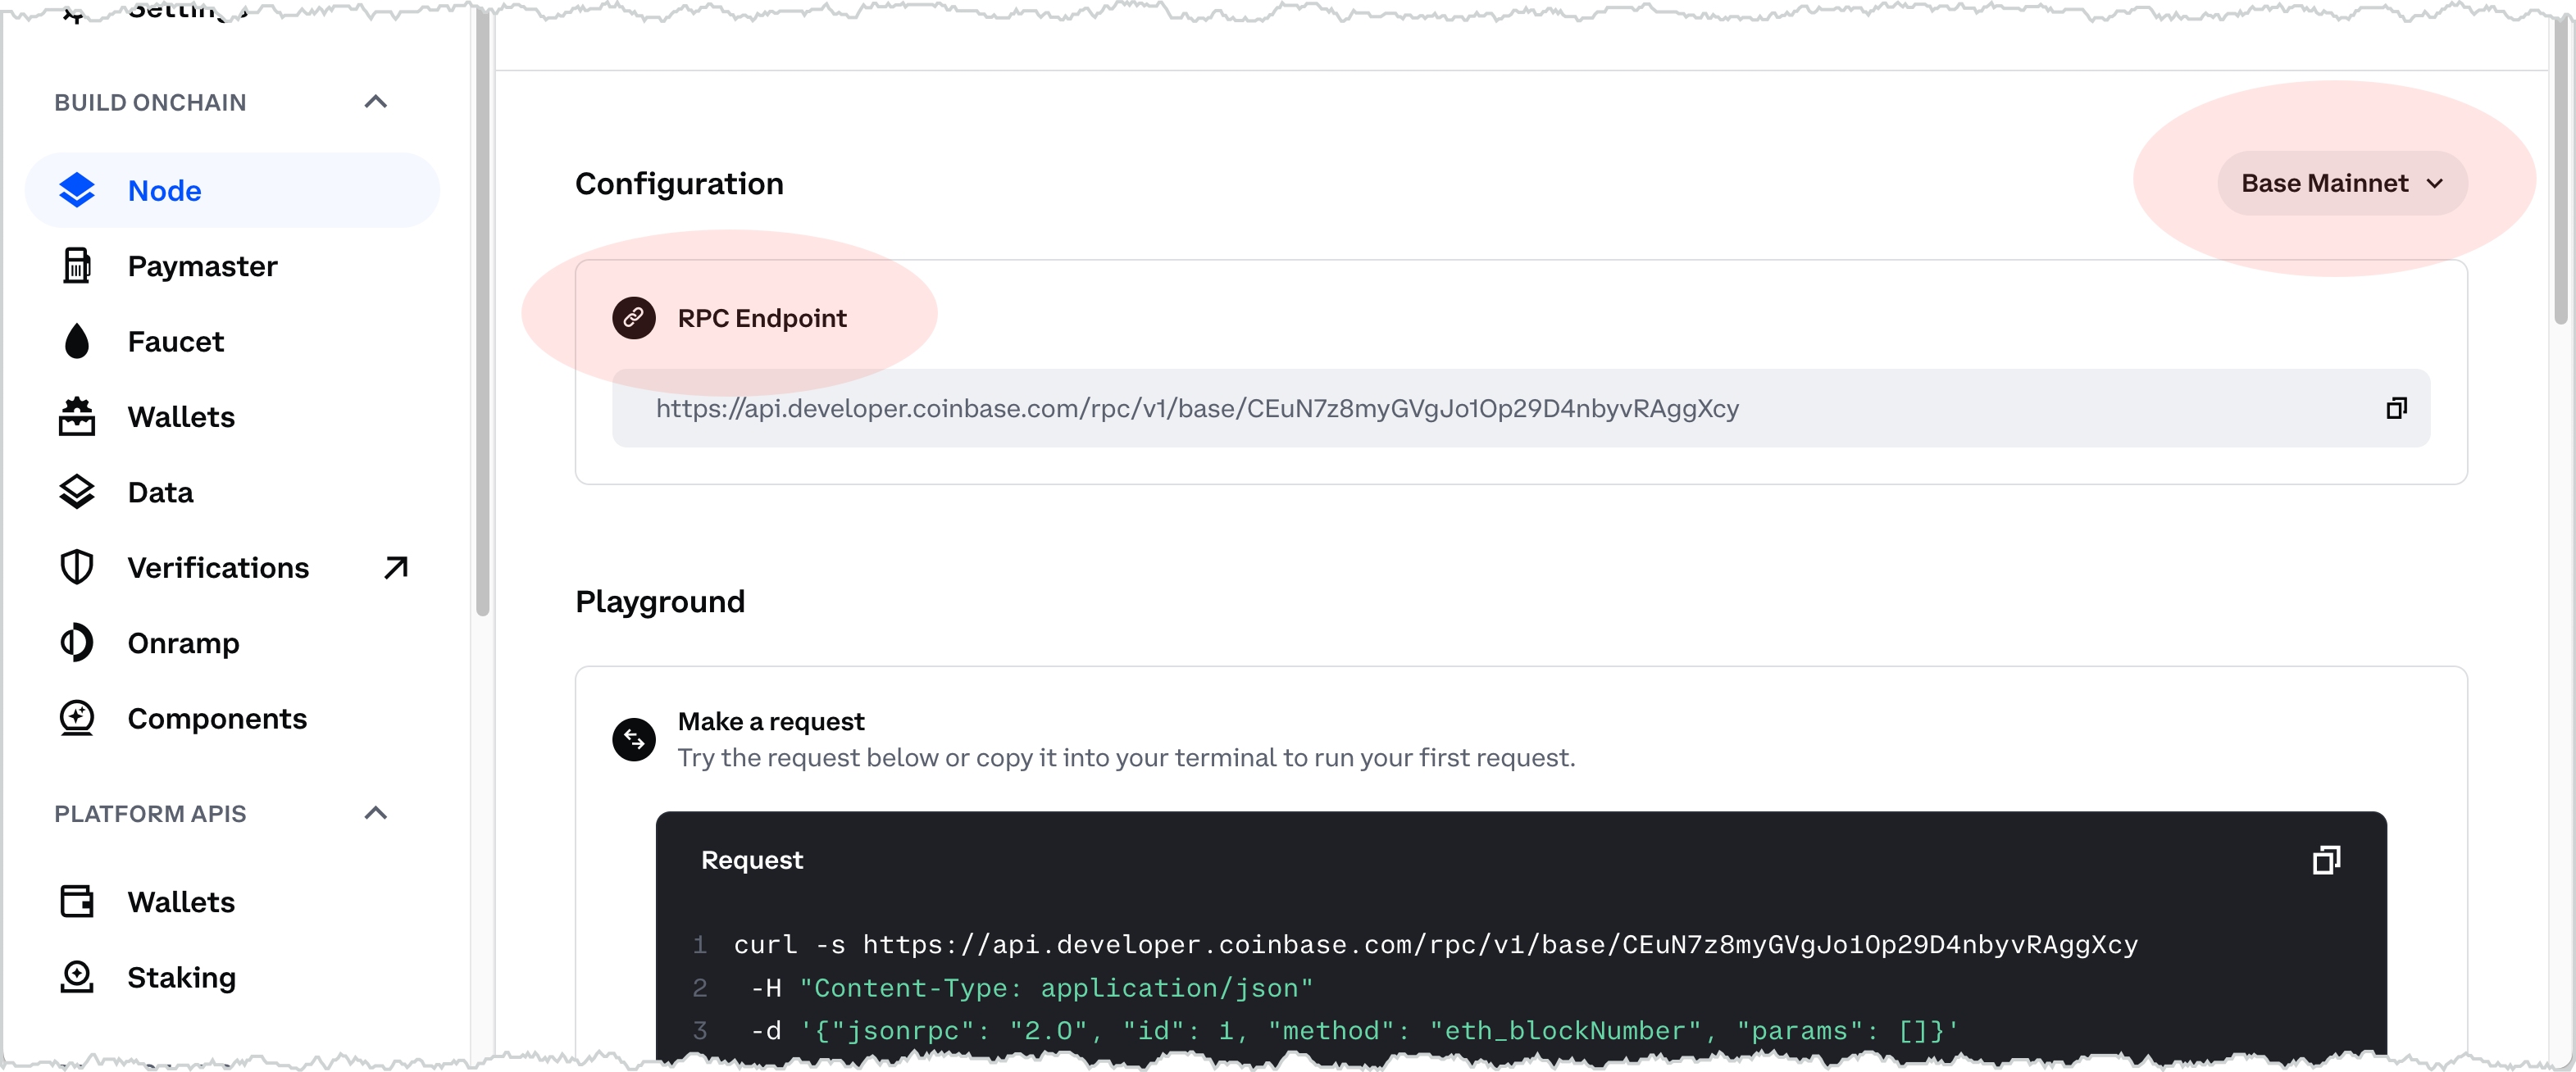 Settings
BUILD ONCHAIN
Node
Paymaster
Faucet
Wallets
Data
Verifications
Onramp
Components
PLATFORM APIS
Wallets
Staking
Configuration
Base Mainnet
RPC Endpoint
https://api.developer.coinbase.com/rpc/v1/base/CEuN7z8myGVgJo1Op29D4nbyvRAggXcy
Playground
Make a request
Try the request below or copy it into your terminal to run your first request.
Request
1 curl -s https://api.developer.coinbase.com/rpc/v1/base/CEuN7z8myGVgJo1Op29D4nbyvRAggXcy
2 -H "Content-Type: application/json"
3 -d '{"jsonrpc": "2.0", "id": 1, "method": "eth_blockNumber", "params": []}'